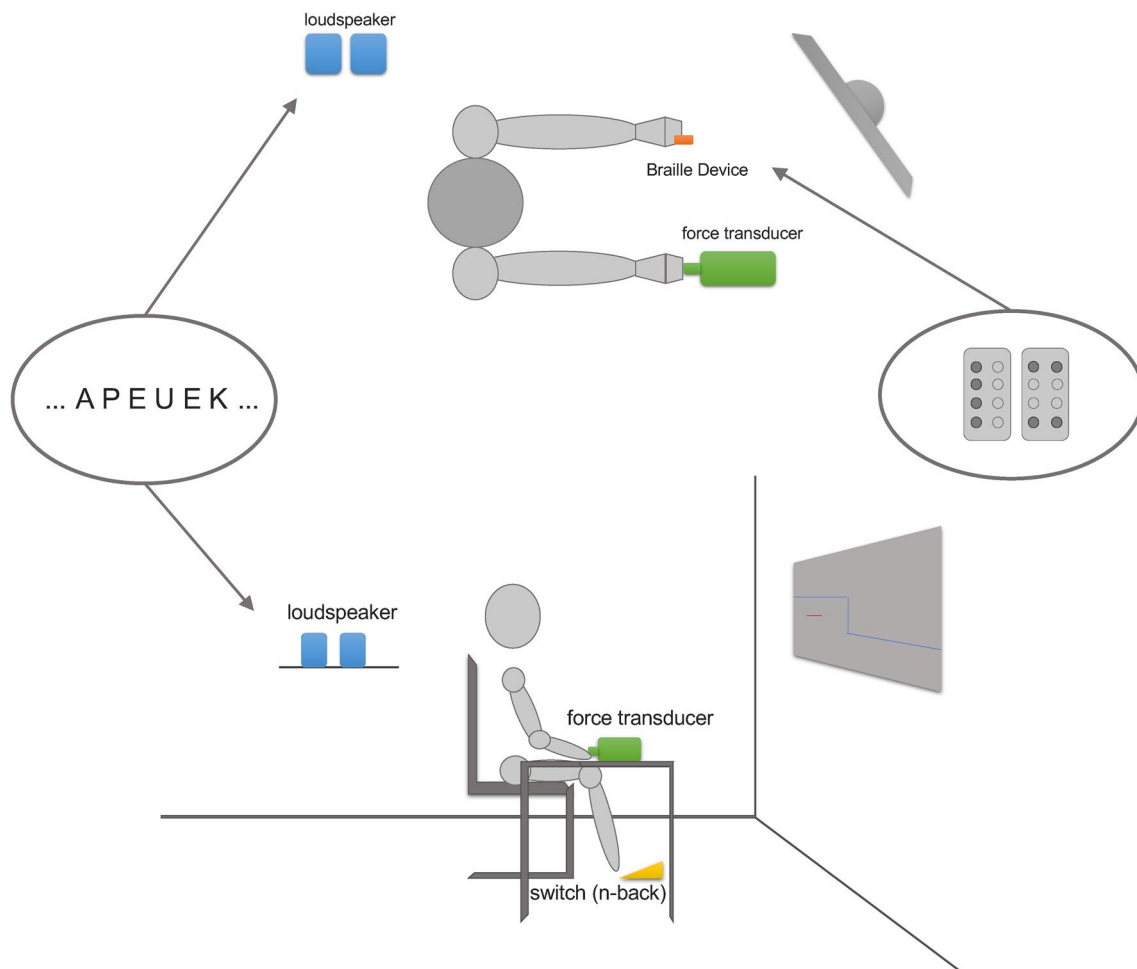 loudspeaker
Braille Device
force transducer
... A P E U E K ...
loudspeaker
force transducer
switch (n-back)